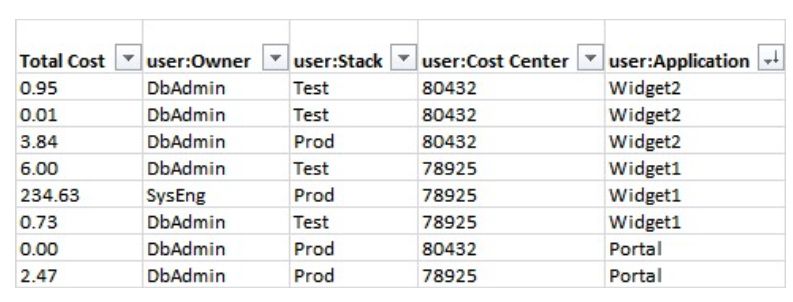 Total Cost user:Owner user:Stack user:Cost Center user:Application
0.95 DbAdmin Test 80432 Widget2
0.01 DbAdmin Test 80432 Widget2
3.84 DbAdmin Prod 80432 Widget2
6.00 DbAdmin Test 78925 Widget1
234.63 SysEng Prod 78925 Widget1
0.73 DbAdmin Test 78925 Widget1
0.00 DbAdmin Prod 80432 Portal
2.47 DbAdmin Prod 78925 Portal